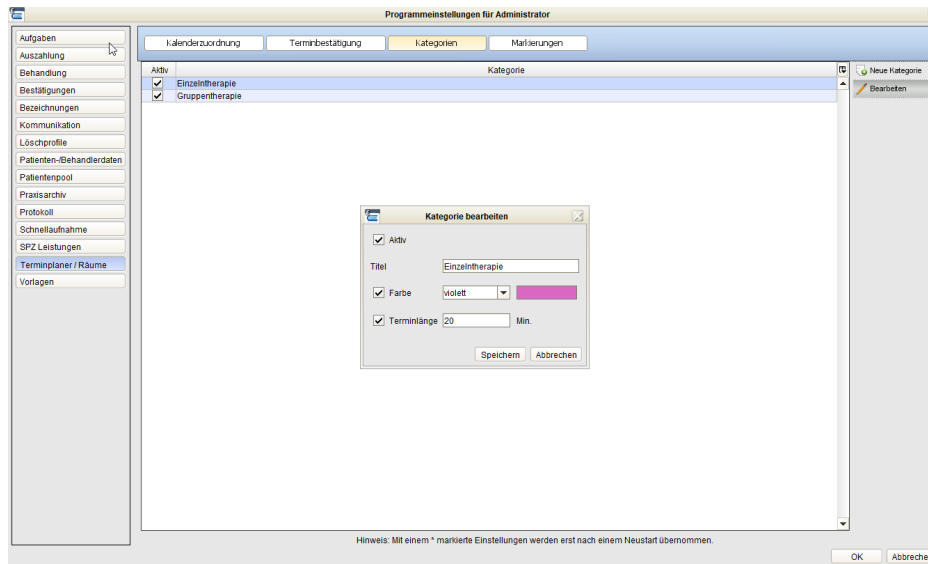 Programmeinstellungen für Administrator
Aufgaben
Auszahlung
Behandlung
Bestätigungen
Bezeichnungen
Kommunikation
Löschprofile
Patienten-/Behandlerdaten
Patientenpool
Praxisarchiv
Protokoll
Schnellaufnahme
SPZ Leistungen
Terminplaner / Räume
Vorlagen
Kalenderzuordnung Terminbestätigung Kategorien Markierungen
Aktiv Kategorie
Einzelntherapie
Gruppentherapie
Neue Kategorie
Bearbeiten
Kategorie bearbeiten
Aktiv
Titel Einzelntherapie
Farbe violett
Terminlänge 20 Min.
Speichern Abbrechen
Hinweis: Mit einem * markierte Einstellungen werden erst nach einem Neustart übernommen.
OK Abbreche